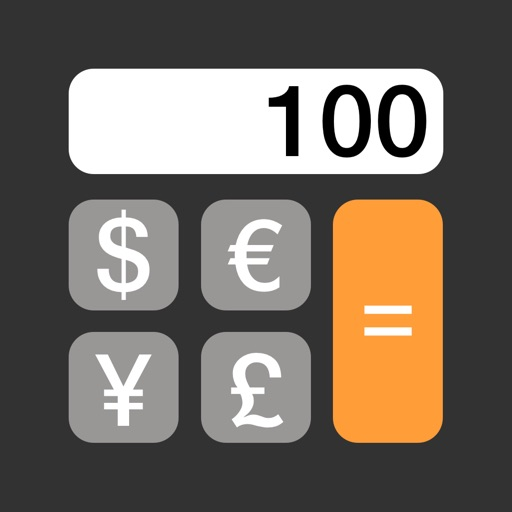 100
$ €
=
¥ £